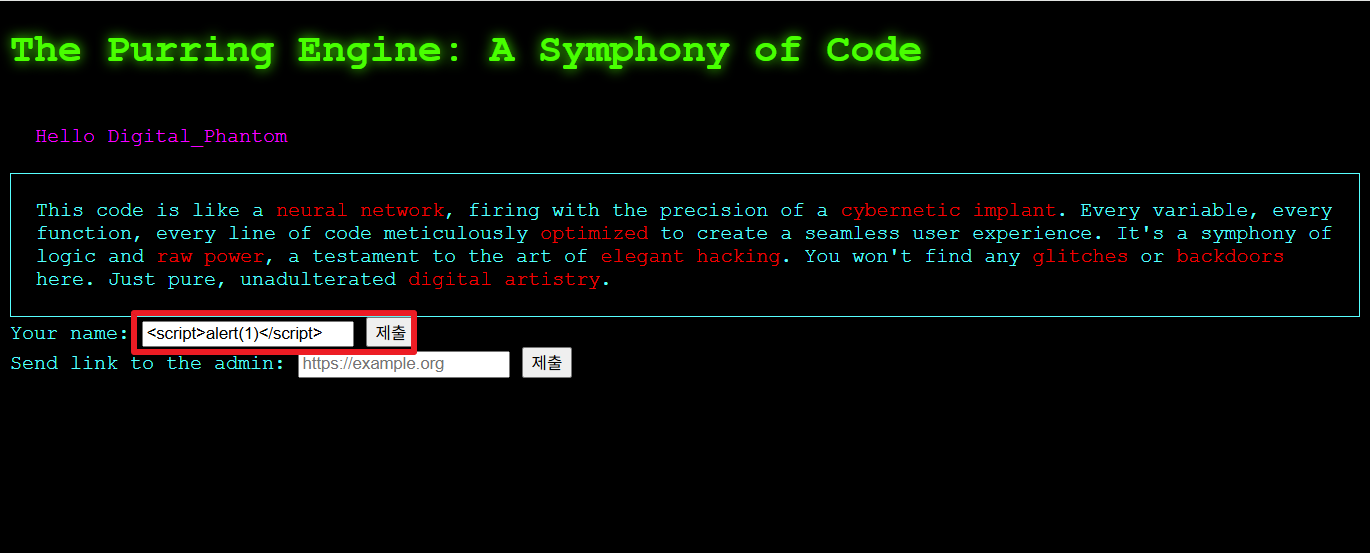 The Purring Engine: A Symphony of Code
Hello Digital_Phantom
This code is like a neural network, firing with the precision of a cybernetic implant. Every variable, every
function, every line of code meticulously optimized to create a seamless user experience. It's a symphony of
logic and raw power, a testament to the art of elegant hacking. You won't find any glitches or backdoors
here. Just pure, unadulterated digital artistry.
Your name: <script>alert(1)</script> 제출
Send link to the admin: https://example.org 제출